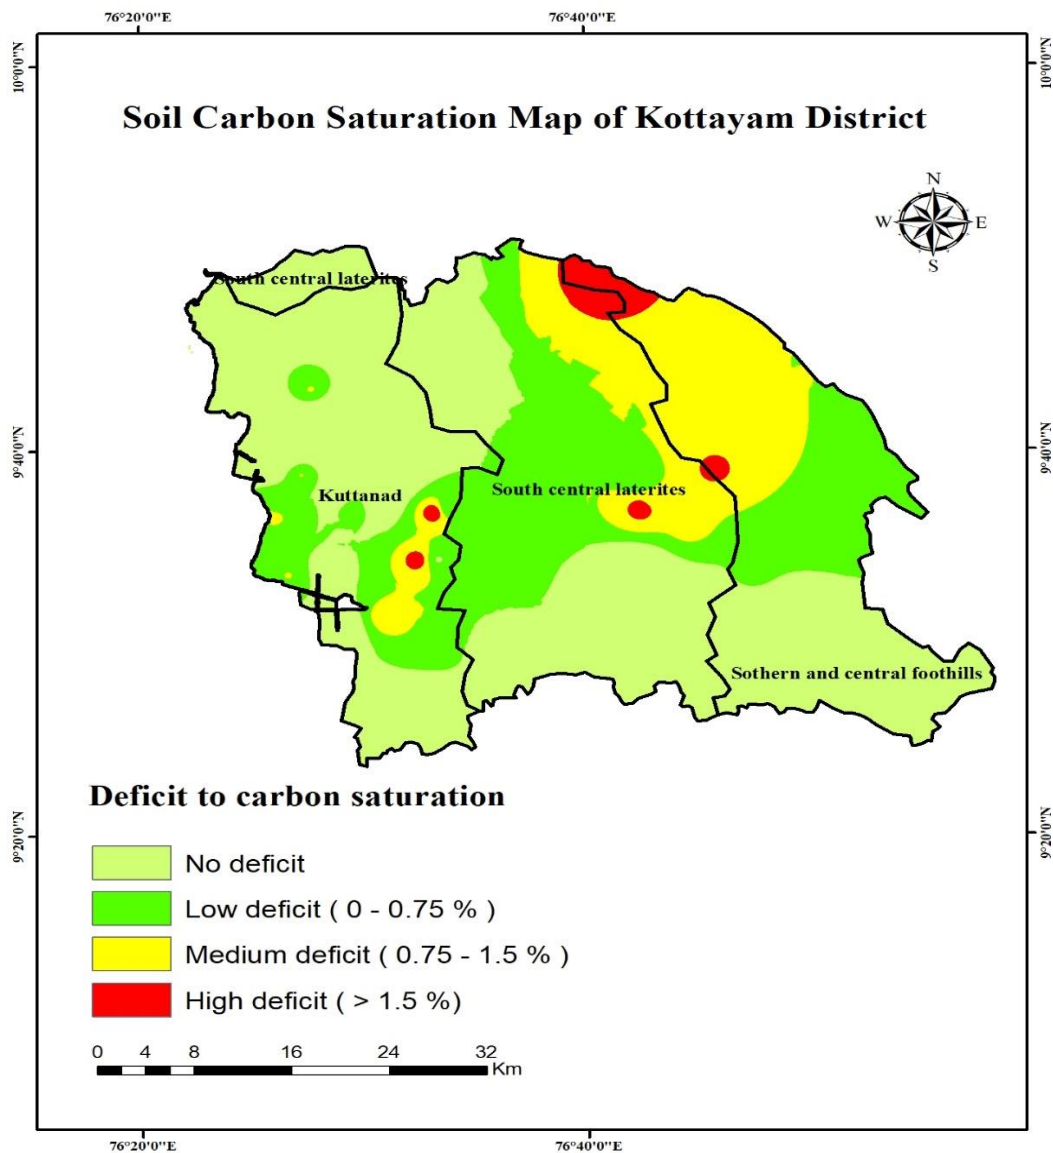 76°20'0"E 76°40'0"E
10°0'0"N 10°0'0"N
Soil Carbon Saturation Map of Kottayam District
N
W E
S
South central laterites
9°40'0"N 9°40'0"N
Kuttanad South central laterites
Sothern and central foothills
Deficit to carbon saturation
9°20'0"N 9°20'0"N
No deficit
Low deficit ( 0 - 0.75 % )
Medium deficit ( 0.75 - 1.5 % )
High deficit ( > 1.5 %)
0 4 8 16 24 32
Km
76°20'0"E 76°40'0"E